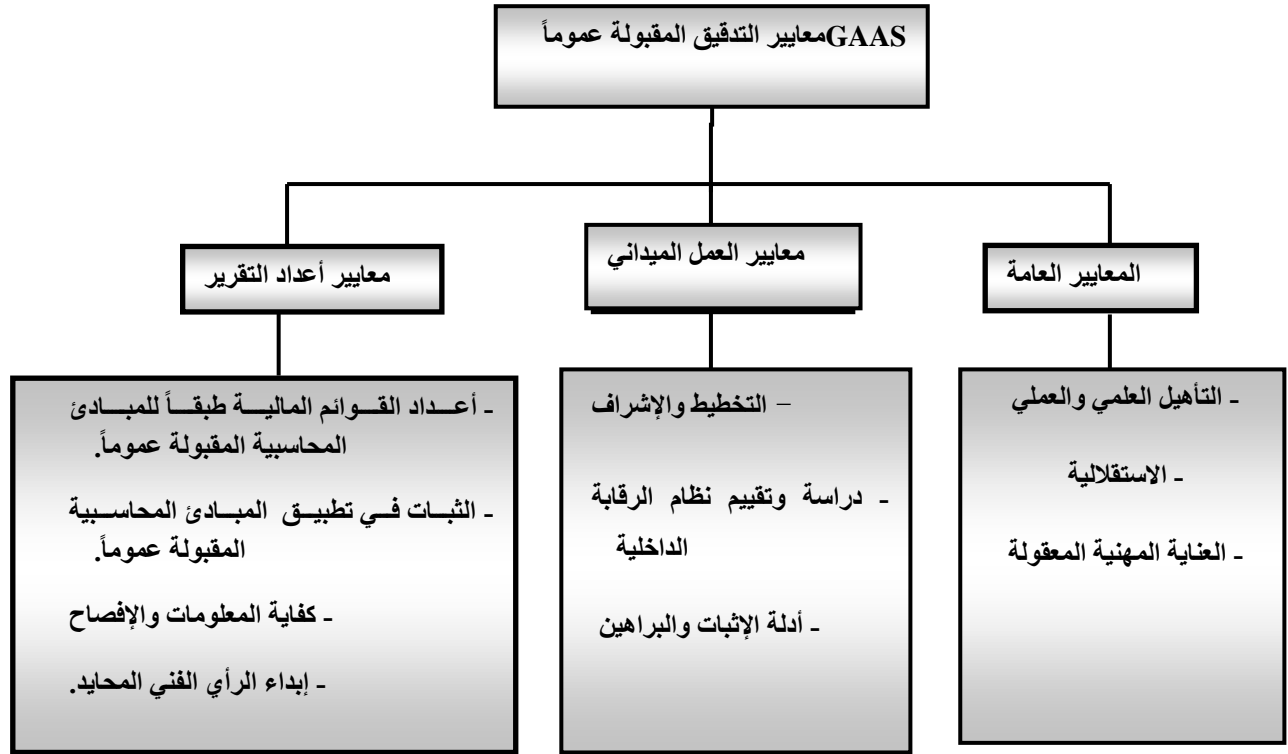 معايير التدقيق المقبولة عموماً GAAS
المعايير العامة
معايير العمل الميداني
معايير أعداد التقرير
- التأهيل العلمي والعملي
- الاستقلالية
- العناية المهنية المعقولة
– التخطيط والإشراف
- دراسة وتقييم نظام الرقابة
الداخلية
- أدلة الإثبات والبراهين
- أعـداد القـوائم الماليـة طبقـاً للمبـادئ
المحاسبية المقبولة عموماً.
- الثبـات فـي تطبيـق المبـادئ المحاسـبية
المقبولة عموماً.
- كفاية المعلومات والإفصاح
- إبداء الرأي الفني المحايد.